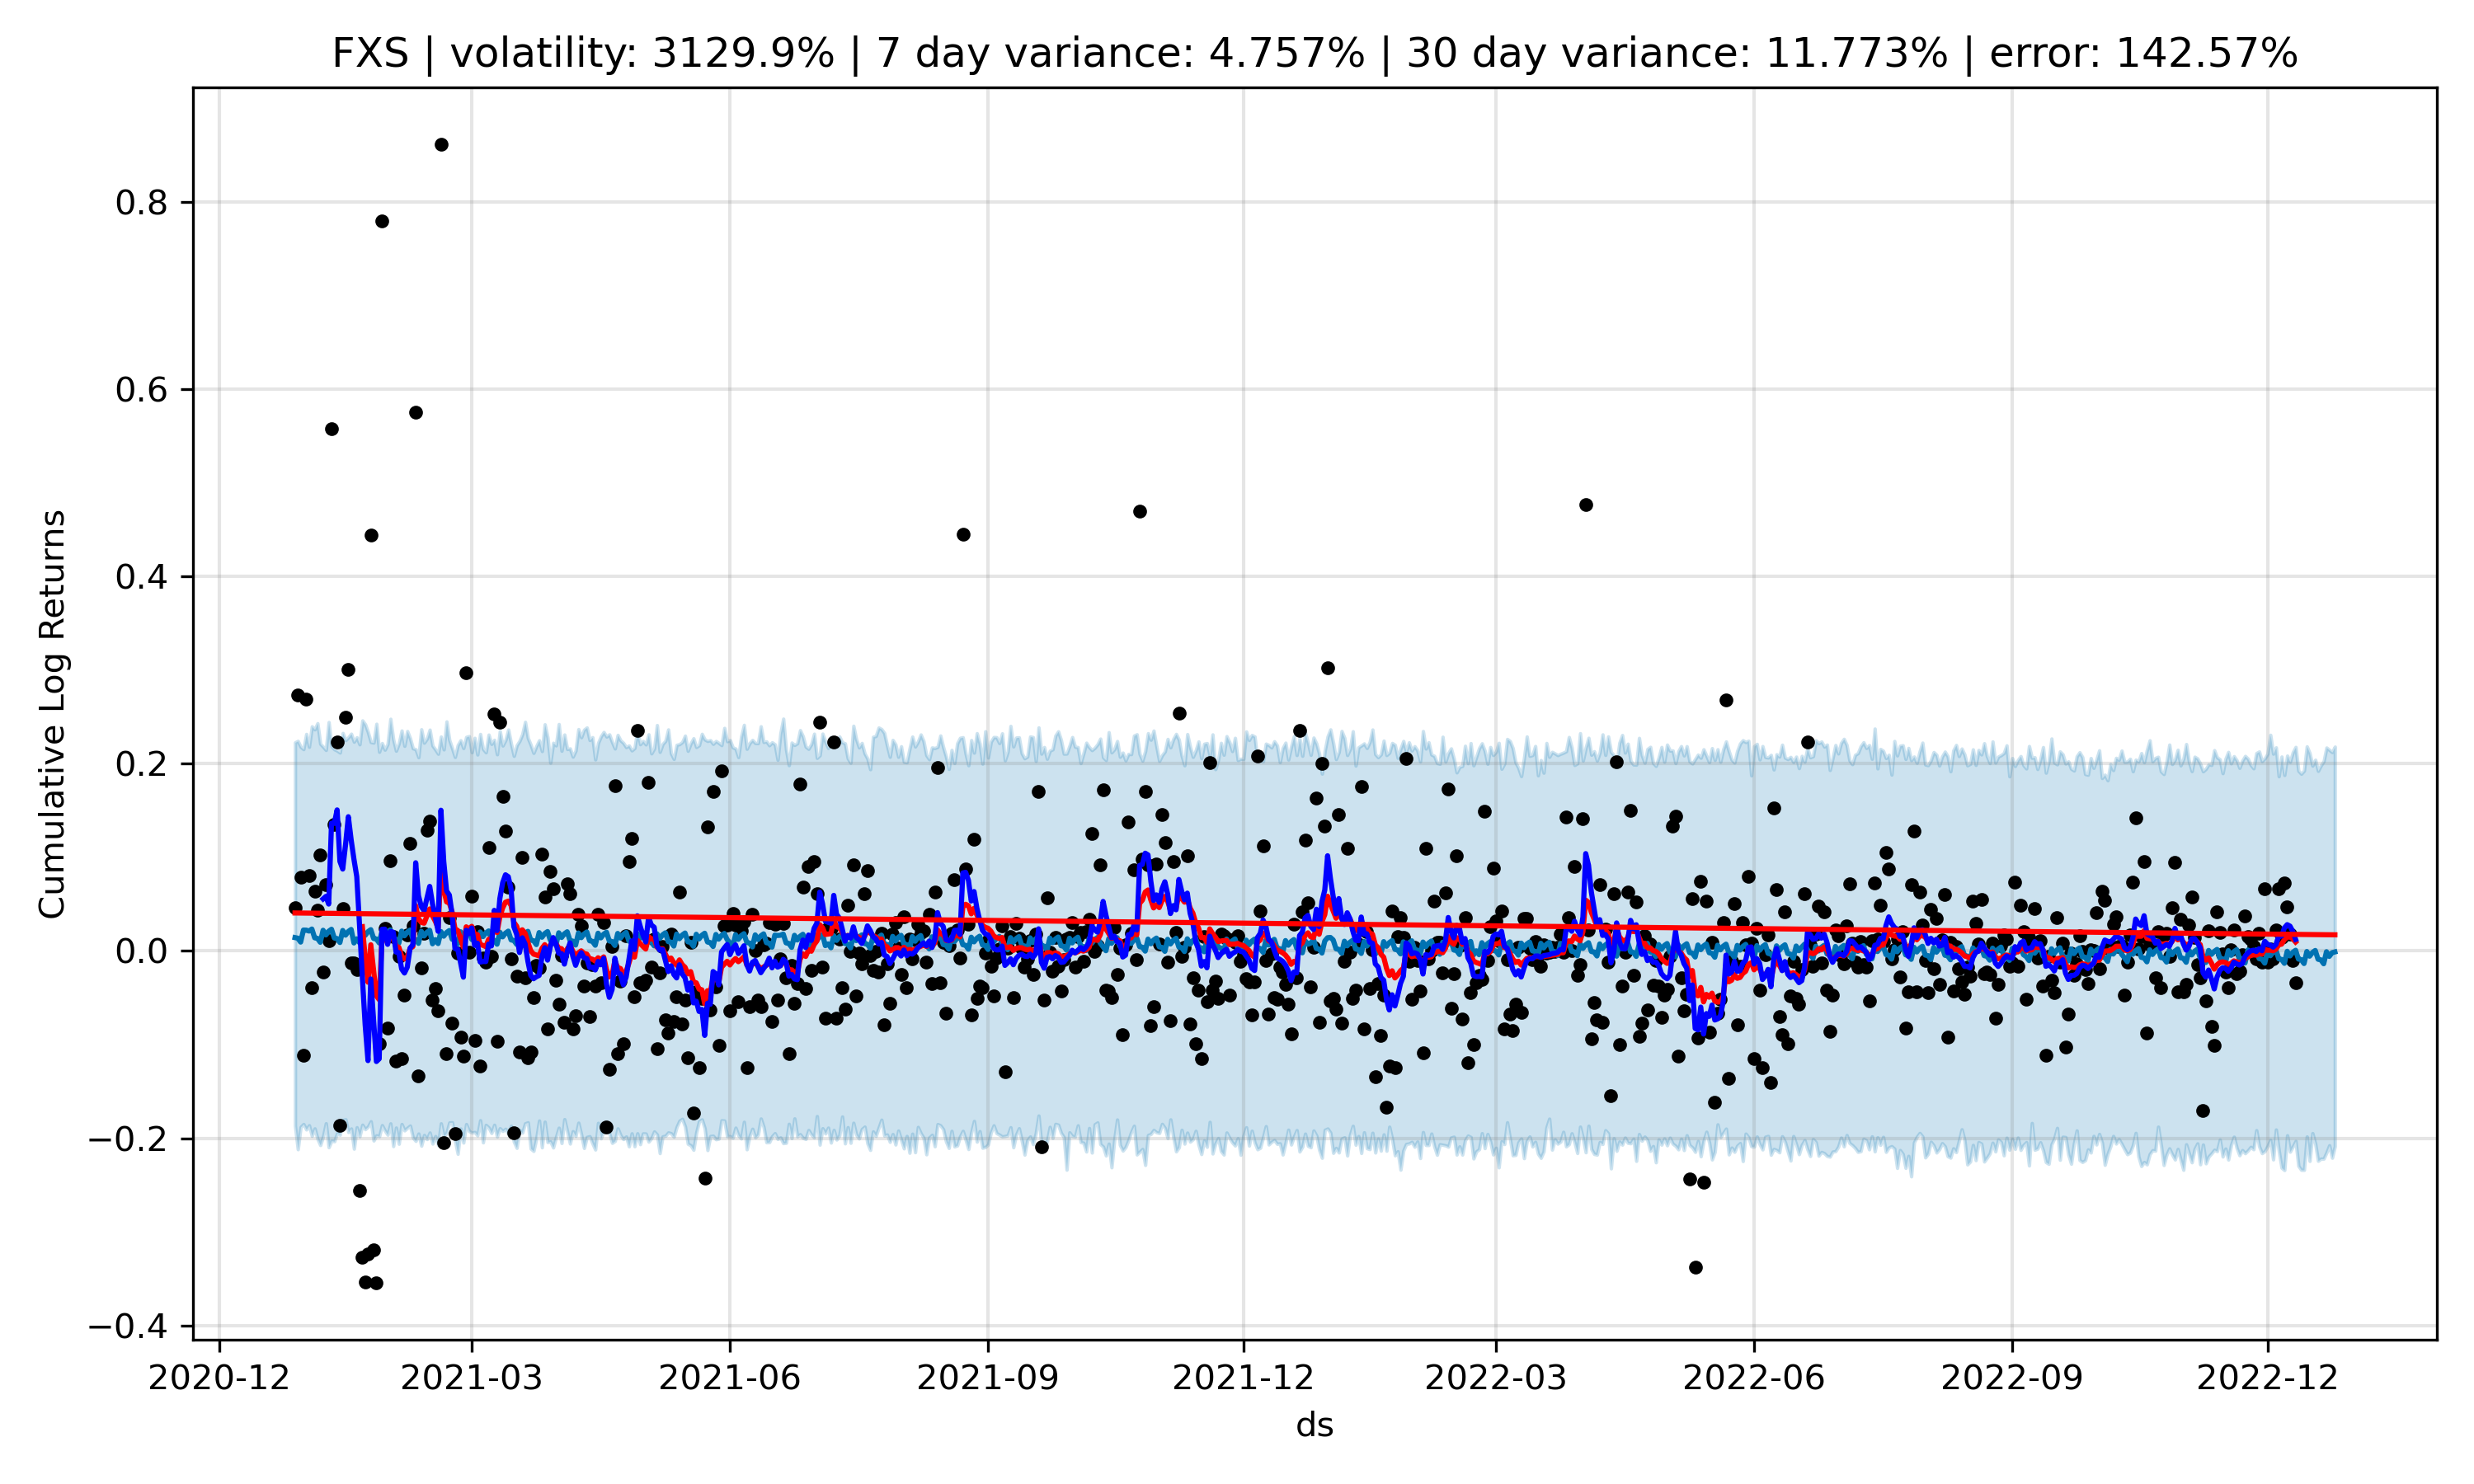 FXS | volatility: 3129.9% | 7 day variance: 4.757% | 30 day variance: 11.773% | error: 142.57%
Cumulative Log Returns
0.8
0.6
0.4
0.2
0.0
−0.2
−0.4
2020-12 2021-03 2021-06 2021-09 2021-12 2022-03 2022-06 2022-09 2022-12
ds